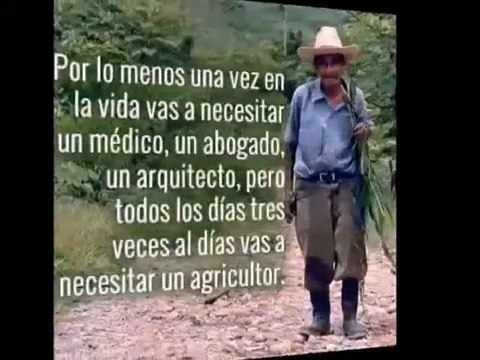 Por lo menos una vez en
la vida vas a necesitar
un médico, un abogado,
un arquitecto, pero
todos los días tres
veces al días vas a
necesitar un agricultor.